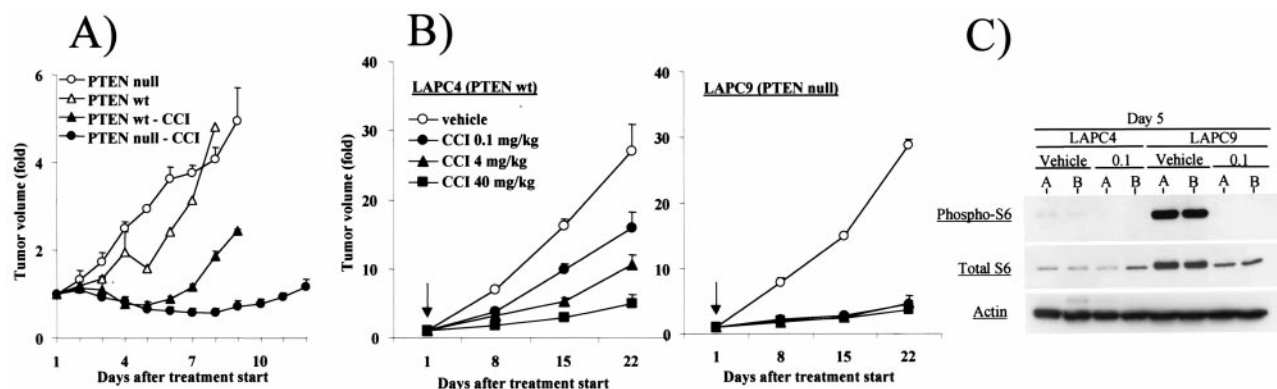 A)
Tumor volume (fold)
6
4
2
0
PTEN null
PTEN wt
PTEN wt - CCI
PTEN null - CCI
1
4
7
10
Days after treatment start
B)
Tumor volume (fold)
40
30
20
10
0
LAPC4 (PTEN wt)
vehicle
CCI 0.1 mg/kg
CCI 4 mg/kg
CCI 40 mg/kg
1
8
15
22
Days after treatment start
40
30
20
10
0
LAPC9 (PTEN null)
1
8
15
22
Days after treatment start
C)
Day 5
LAPC4 LAPC9
Vehicle 0.1 Vehicle 0.1
A B A B A B A B
Phospho-S6
Total S6
Actin